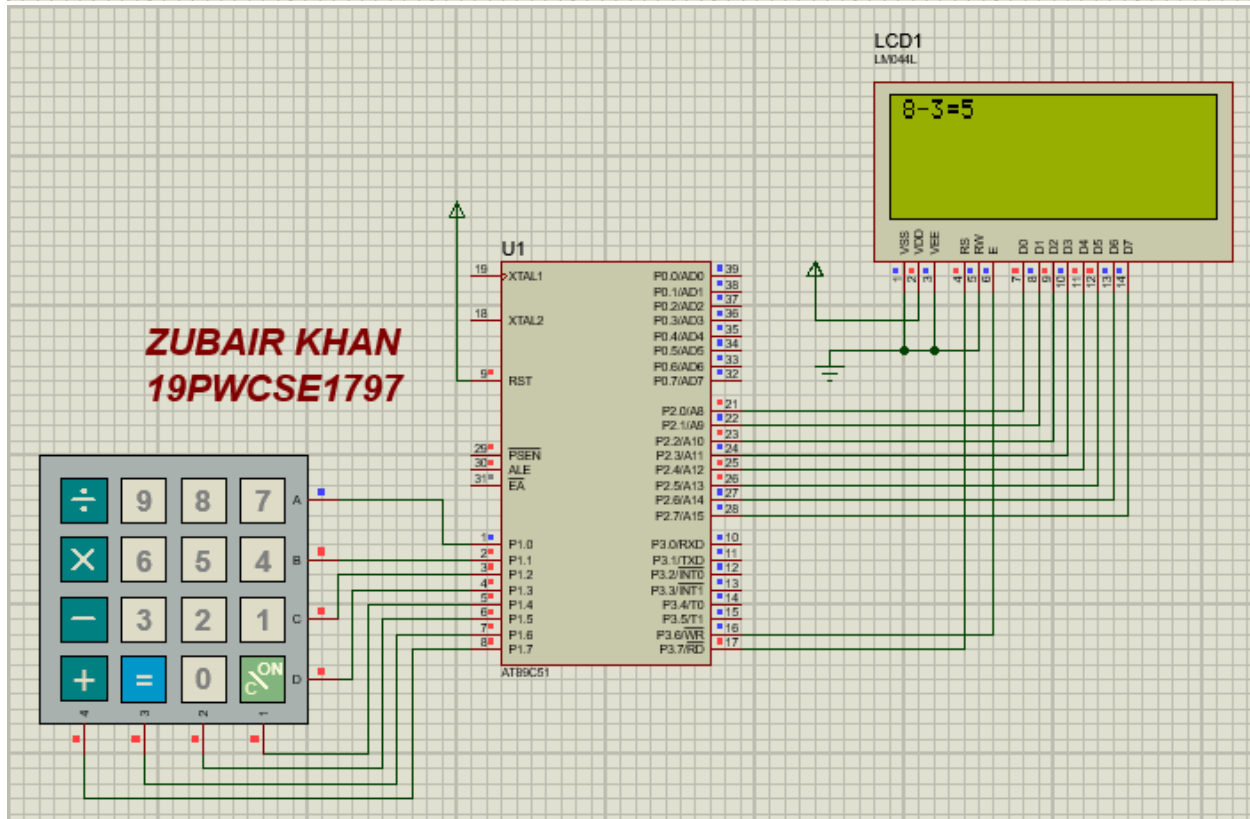 LCD1
LM044L
8-3=5
VSS VDD VEE RS RW E D0 D1 D2 D3 D4 D5 D6 D7
1 2 3 4 5 6 7 8 9 10 11 12 13 14
U1
19 XTAL1
18 XTAL2
9 RST
29 PSEN
30 ALE
31 EA
1 P1.0
2 P1.1
3 P1.2
4 P1.3
5 P1.4
6 P1.5
7 P1.6
8 P1.7
P0.0/AD0 39
P0.1/AD1 38
P0.2/AD2 37
P0.3/AD3 36
P0.4/AD4 35
P0.5/AD5 34
P0.6/AD6 33
P0.7/AD7 32
P2.0/A8 21
P2.1/A9 22
P2.2/A10 23
P2.3/A11 24
P2.4/A12 25
P2.5/A13 26
P2.6/A14 27
P2.7/A15 28
P3.0/RXD 10
P3.1/TXD 11
P3.2/INT0 12
P3.3/INT1 13
P3.4/T0 14
P3.5/T1 15
P3.6/WR 16
P3.7/RD 17
AT89C51
ZUBAIR KHAN
19PWCSE1797
÷ 9 8 7 A
× 6 5 4 B
− 3 2 1 C
+ = 0 ON/C D
4 3 2 1